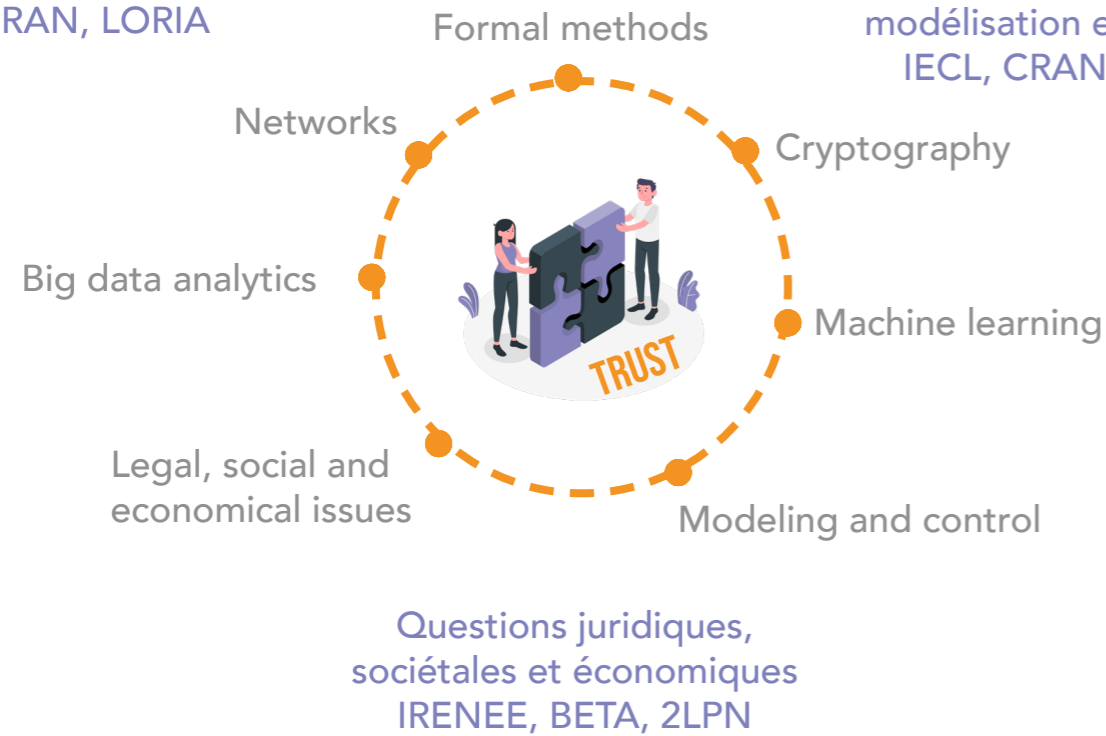 RAN, LORIA
Formal methods
modélisation e
IECL, CRAN
Networks
Cryptography
Big data analytics
Machine learning
TRUST
Legal, social and
economical issues
Modeling and control
Questions juridiques,
sociétales et économiques
IRENEE, BETA, 2LPN